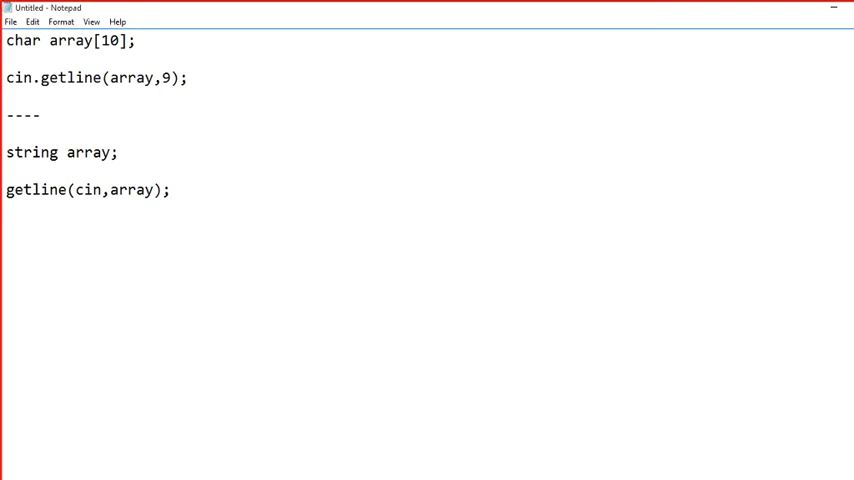 Untitled - Notepad
File Edit Format View Help
char array[10];
cin.getline(array,9);
----
string array;
getline(cin,array);